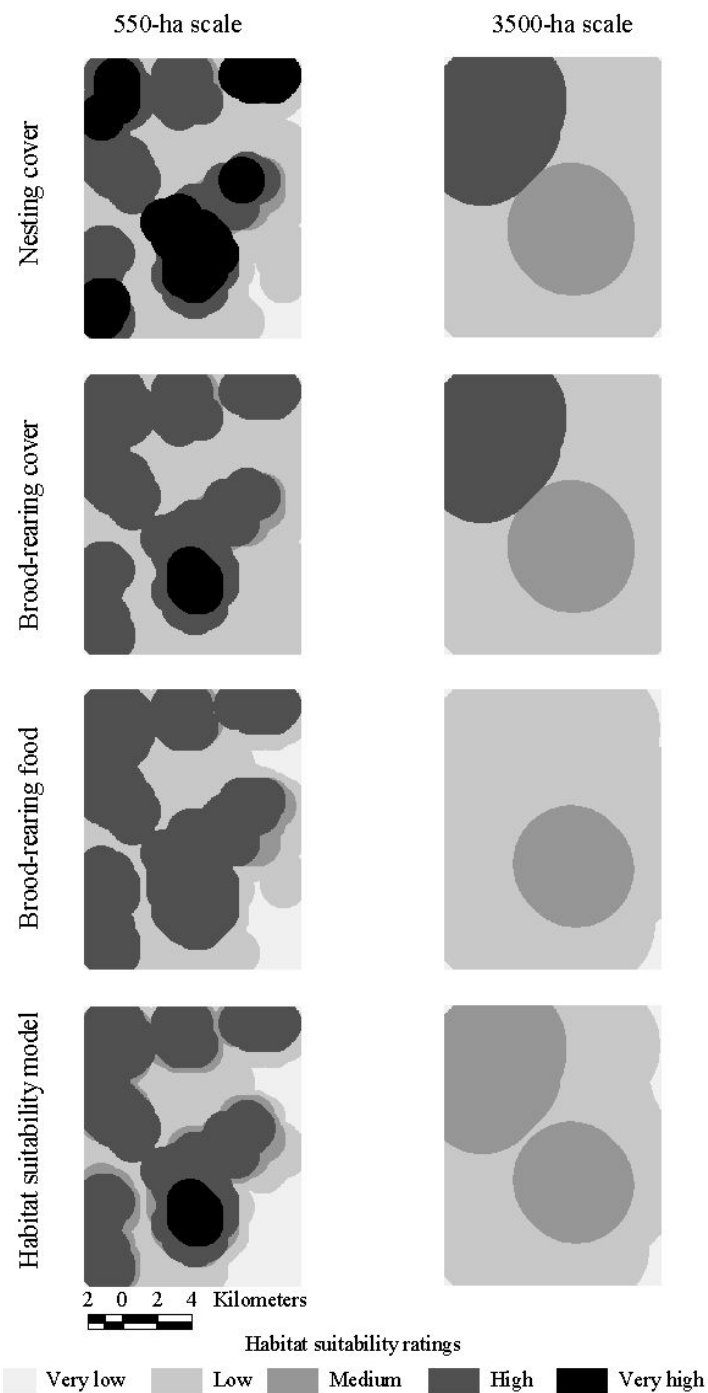 550-ha scale
3500-ha scale
Nesting cover
Brood-rearing cover
Brood-rearing food
Habitat suitability model
2 0 2 4 Kilometers
Habitat suitability ratings
Very low Low Medium High Very high